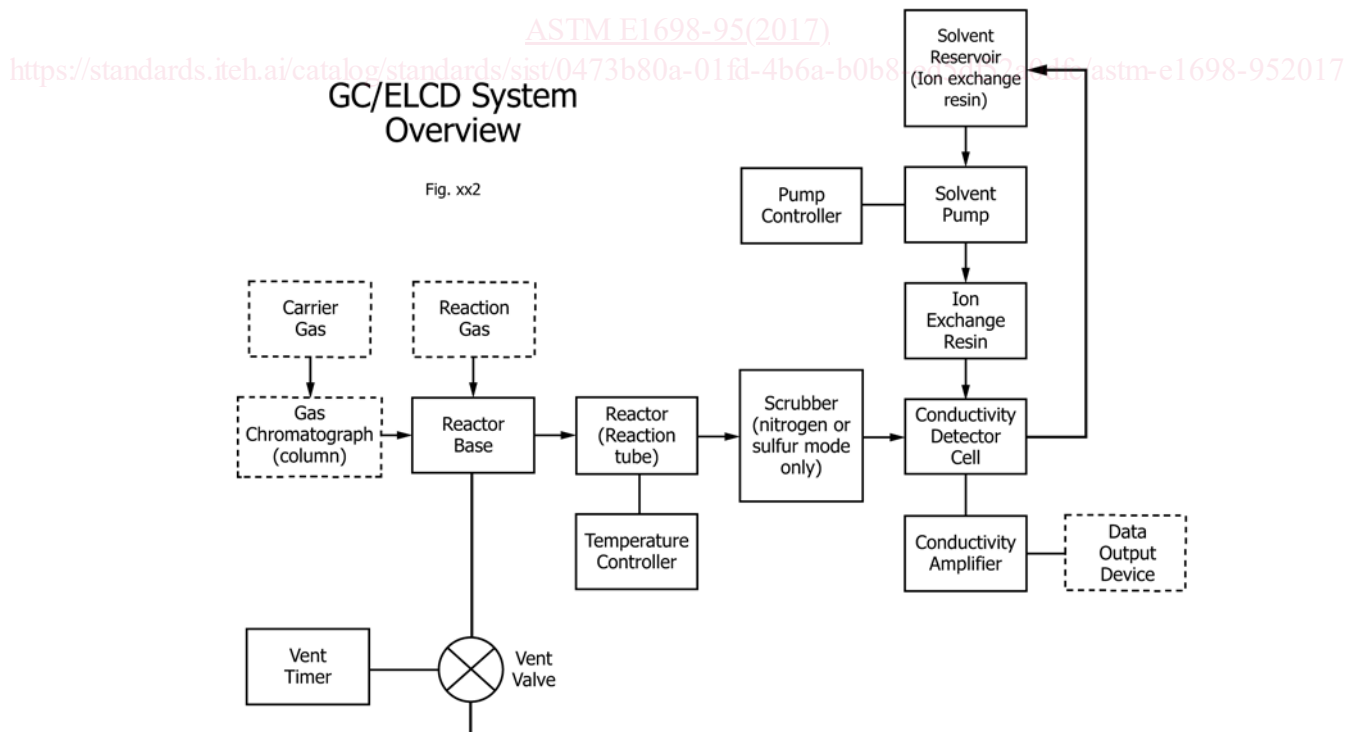 ASTM E1698-95(2017)
https://standards.iteh.ai/catalog/standards/sist/0473b80a-01fd-4b6a-b0b8-
astm-e1698-952017
GC/ELCD System
Overview
Fig. xx2
Solvent
Reservoir
(Ion exchange
resin)
Pump
Controller
Solvent
Pump
Carrier
Gas
Reaction
Gas
Ion
Exchange
Resin
Gas
Chromatograph
(column)
Reactor
Base
Reactor
(Reaction
tube)
Scrubber
(nitrogen or
sulfur mode
only)
Conductivity
Detector
Cell
Temperature
Controller
Conductivity
Amplifier
Data
Output
Device
Vent
Timer
Vent
Valve